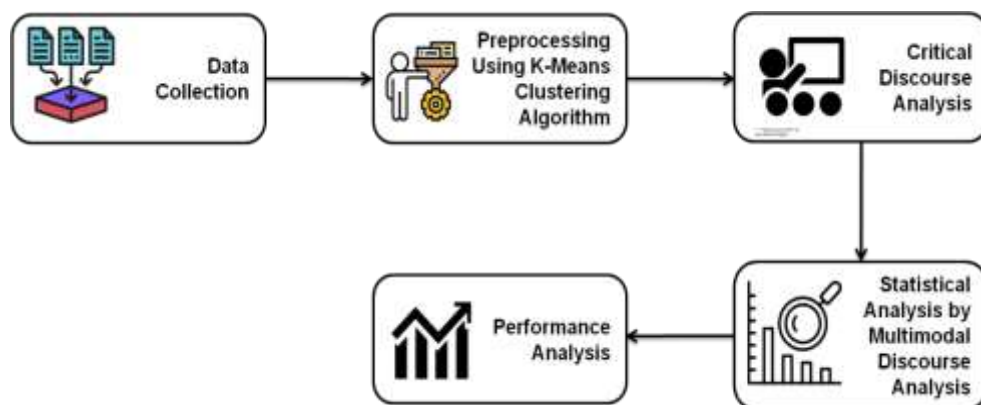 Data
Collection
Preprocessing
Using K-Means
Clustering
Algorithm
Critical
Discourse
Analysis
Statistical
Analysis by
Multimodal
Discourse
Analysis
Performance
Analysis